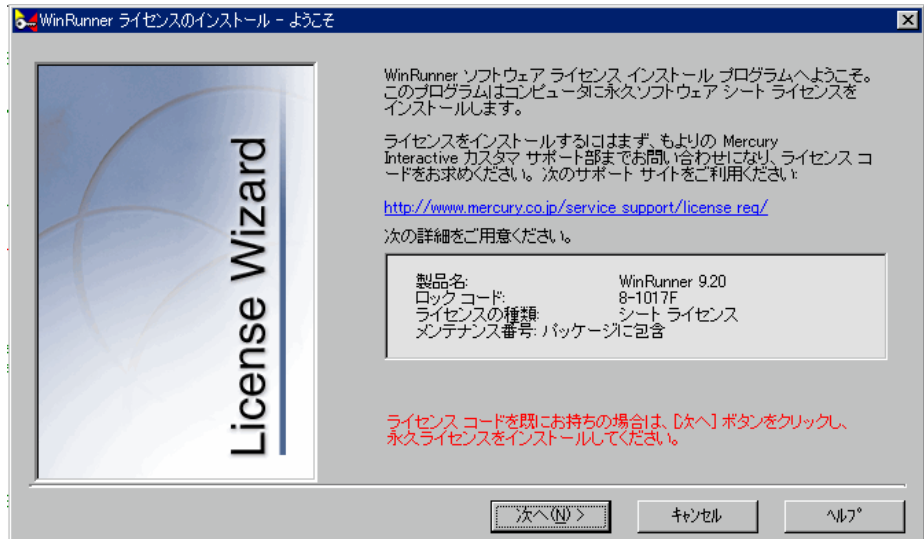 WinRunner ライセンスのインストール - ようこそ
License Wizard
WinRunner ソフトウェア ライセンス インストール プログラムへようこそ。
このプログラムはコンピュータに永久ソフトウェア シート ライセンスを
インストールします。
ライセンスをインストールするにはまず、もよりの Mercury
Interactive カスタマ サポート部までお問い合わせになり、ライセンス コ
ードをお求めください。次のサポート サイトをご利用ください:
http://www.mercury.co.jp/service support/license req/
次の詳細をご用意ください。
製品名: WinRunner 9.20
ロック コード: 8-1017F
ライセンスの種類: シート ライセンス
メンテナンス番号: パッケージに包含
ライセンス コードを既にお持ちの場合は、[次へ] ボタンをクリックし、
永久ライセンスをインストールしてください。
次へ(N) >
キャンセル
ヘルプ